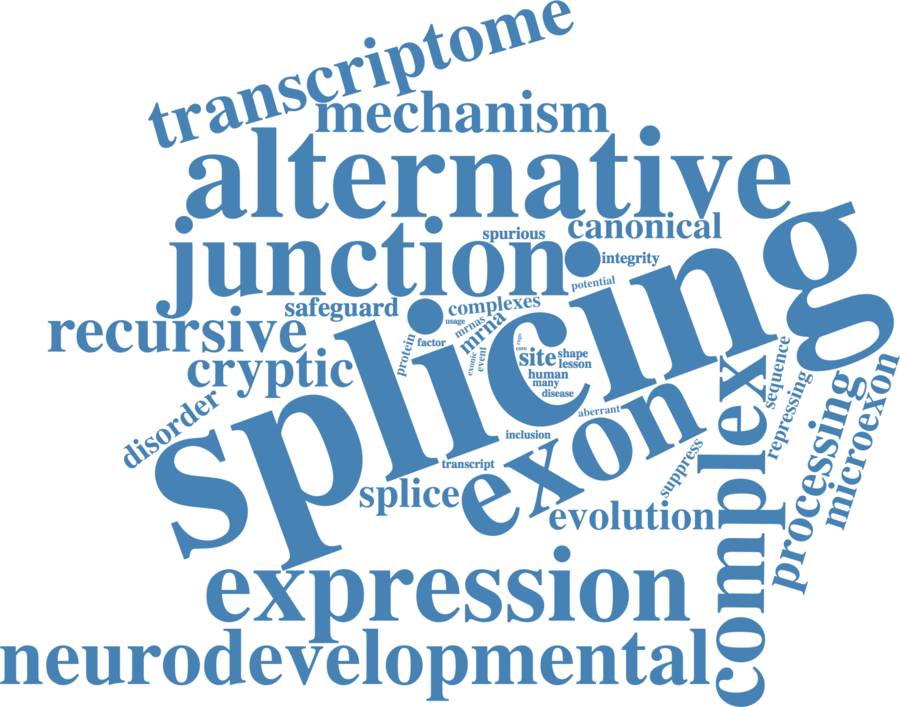 transcriptome
mechanism
alternative
junction
spurious
canonical
integrity
potential
splicing
safeguard
complexes
usage
mrnas
mrna
recursive
cryptic
protein
factor
exonic
event
site
shape
lesson
human
many
disease
disorder
aberrant
inclusion
transcript
exon
splice
suppress
evolution
complex
sequence
repressing
processing
microexon
expression
neurodevelopmental